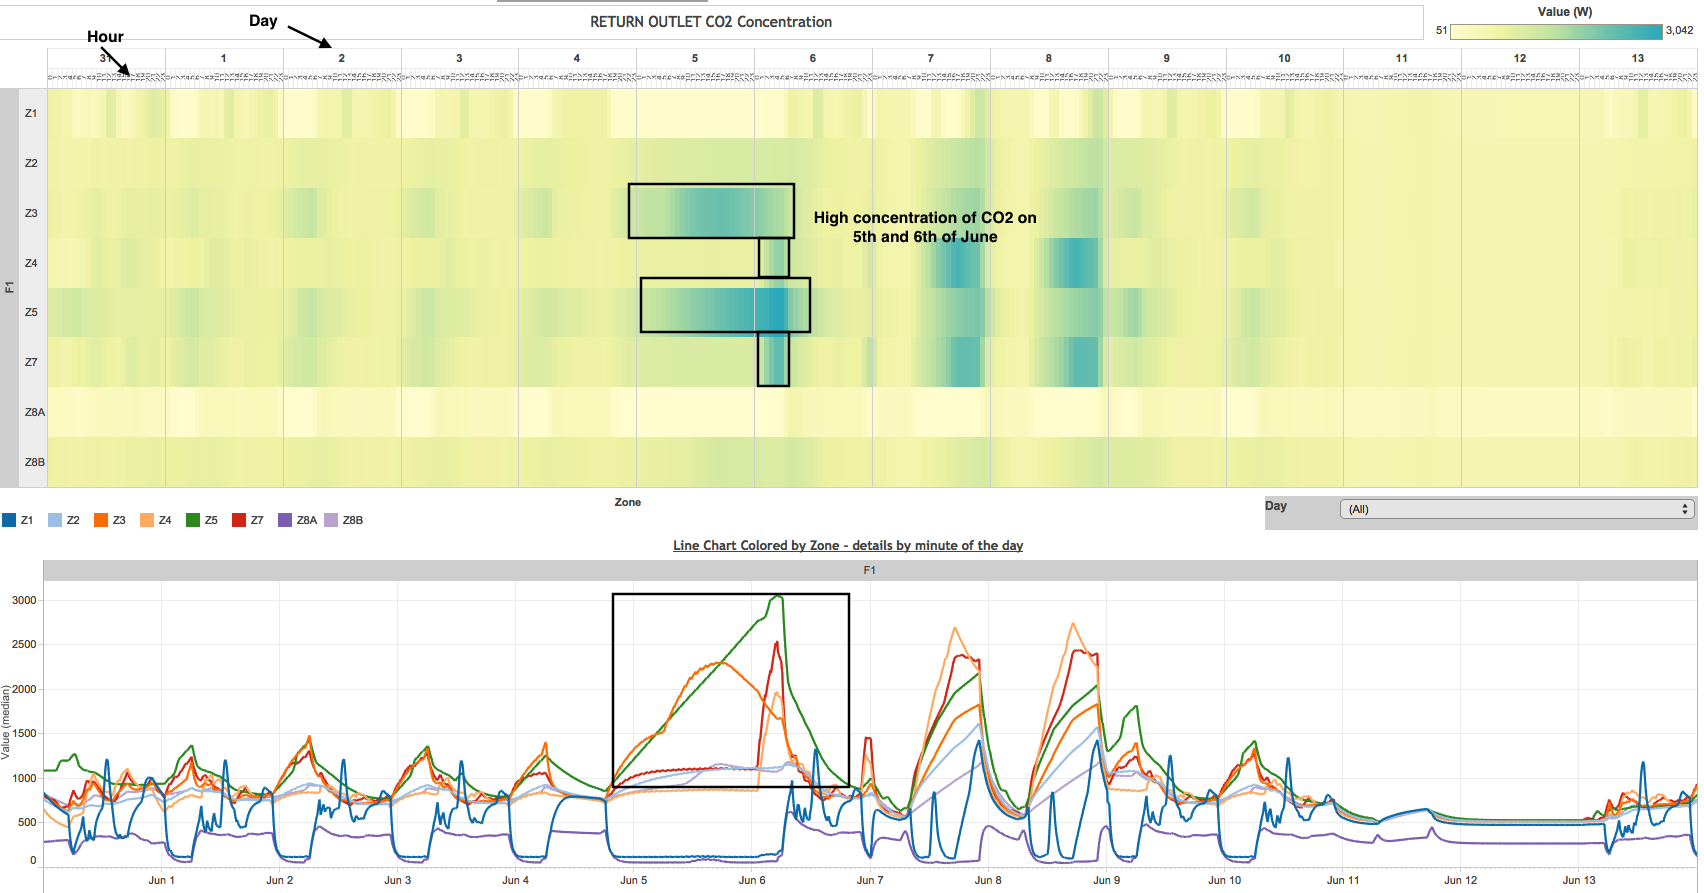 RETURN OUTLET CO2 Concentration
Value (W)
51
3,042
Day
Hour
31 1 2 3 4 5 6 7 8 9 10 11 12 13
F1
Z1
Z2
Z3
High concentration of CO2 on
5th and 6th of June
Z4
Z5
Z7
Z8A
Z8B
Zone
Z1 Z2 Z3 Z4 Z5 Z7 Z8A Z8B
Day
(All)
Line Chart Colored by Zone - details by minute of the day
F1
Value (median)
3000
2500
2000
1500
1000
500
0
Jun 1 Jun 2 Jun 3 Jun 4 Jun 5 Jun 6 Jun 7 Jun 8 Jun 9 Jun 10 Jun 11 Jun 12 Jun 13